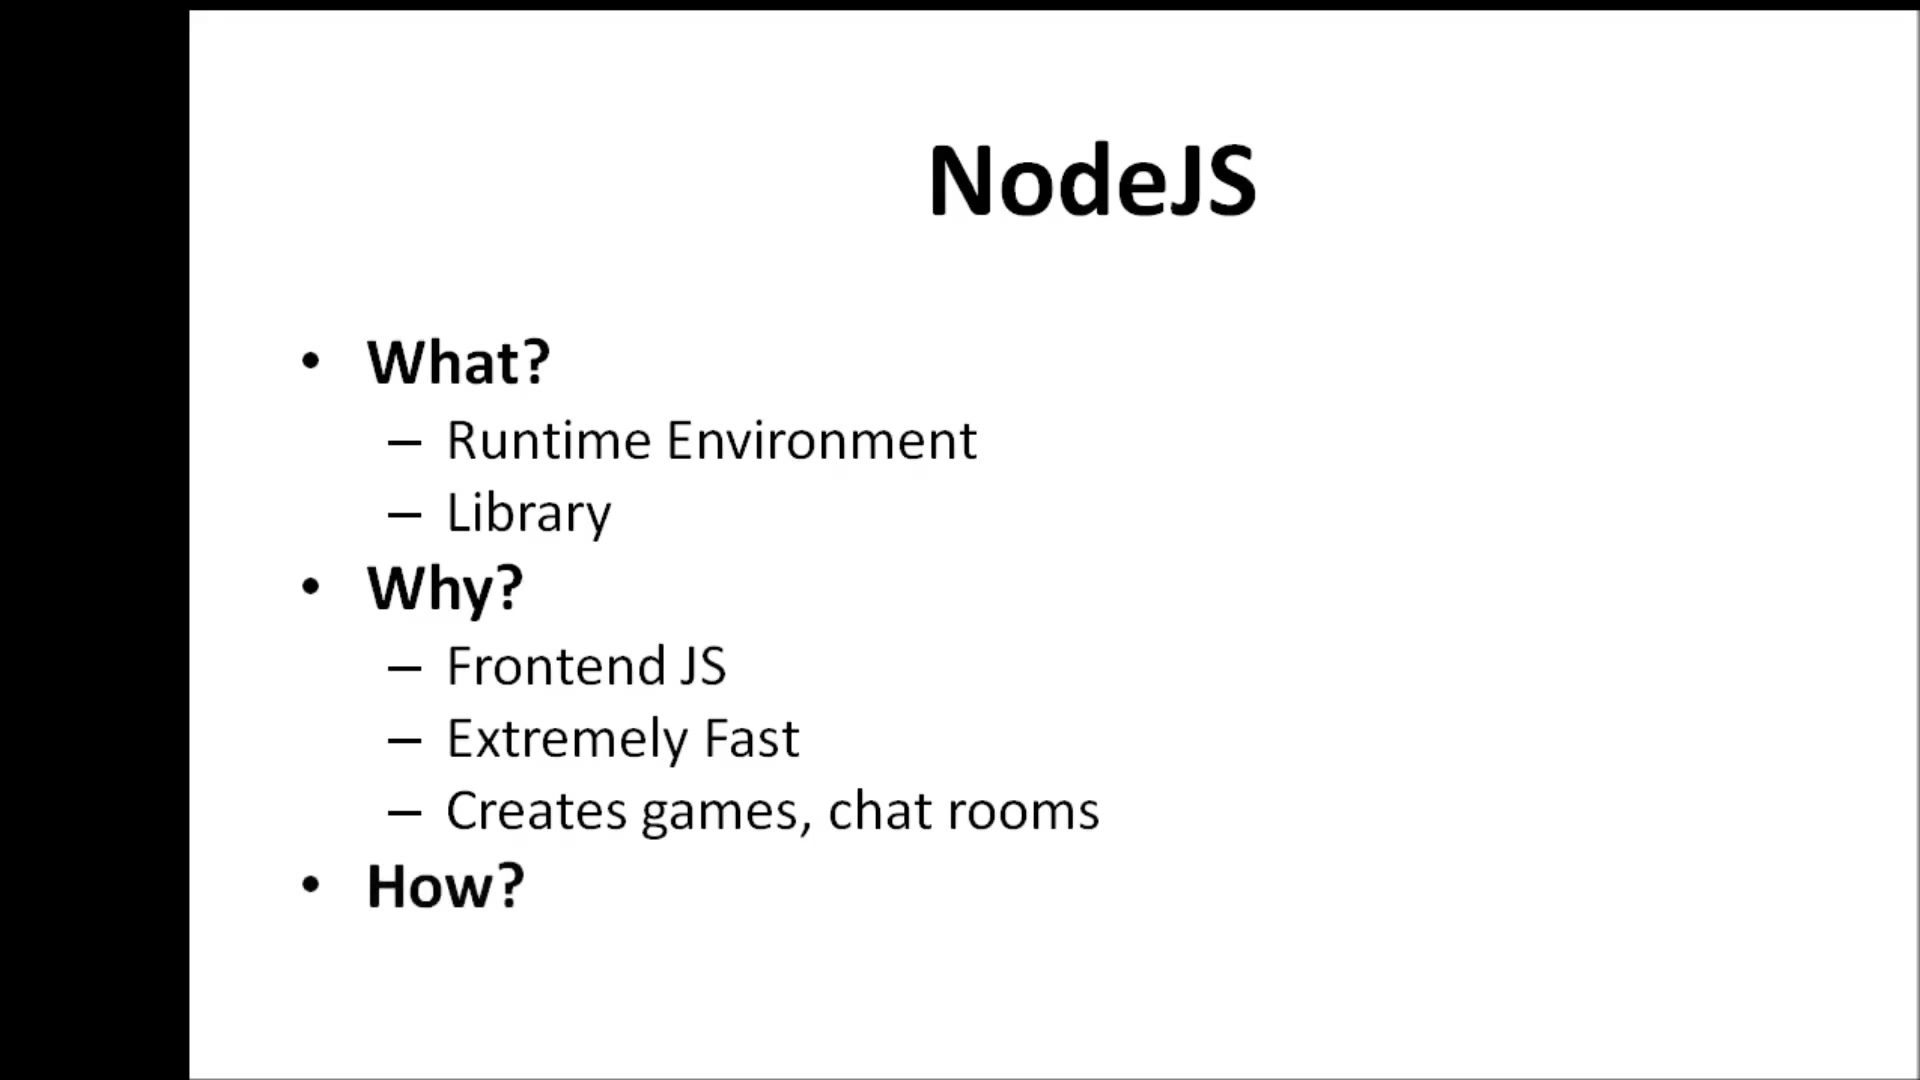 NodeJS
• What?
– Runtime Environment
– Library
• Why?
– Frontend JS
– Extremely Fast
– Creates games, chat rooms
• How?